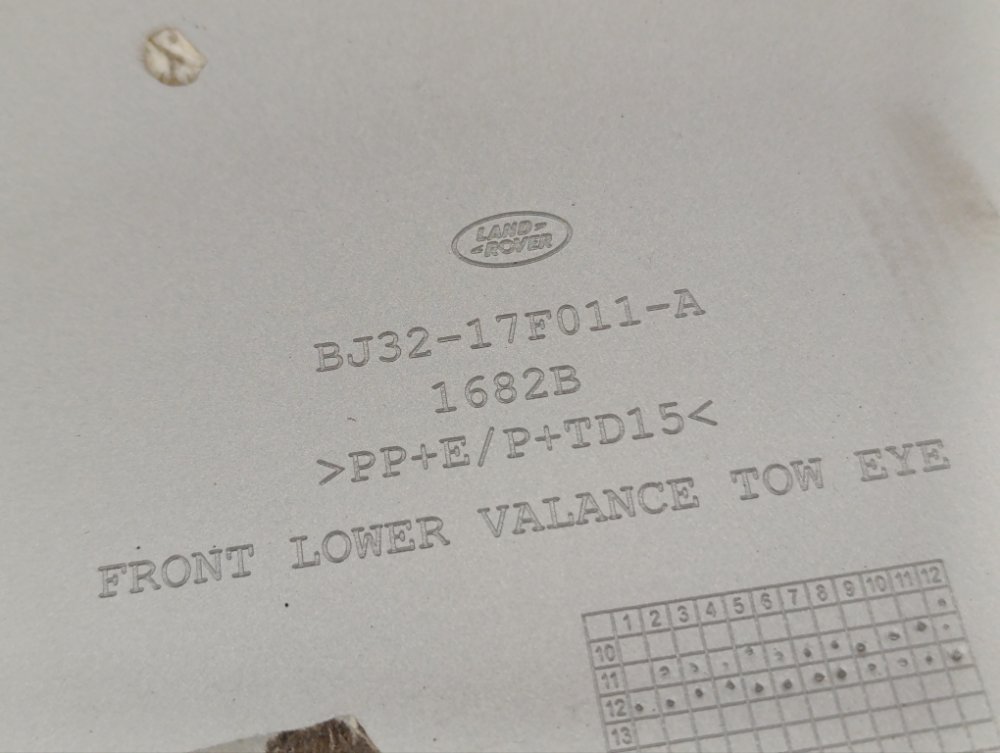 LAND
ROVER
BJ32-17F011-A
1682B
>PP+E/P+TD15<
FRONT LOWER VALANCE TOW EYE
1 2 3 4 5 6 7 8 9 10 11 12
10
11
12
13